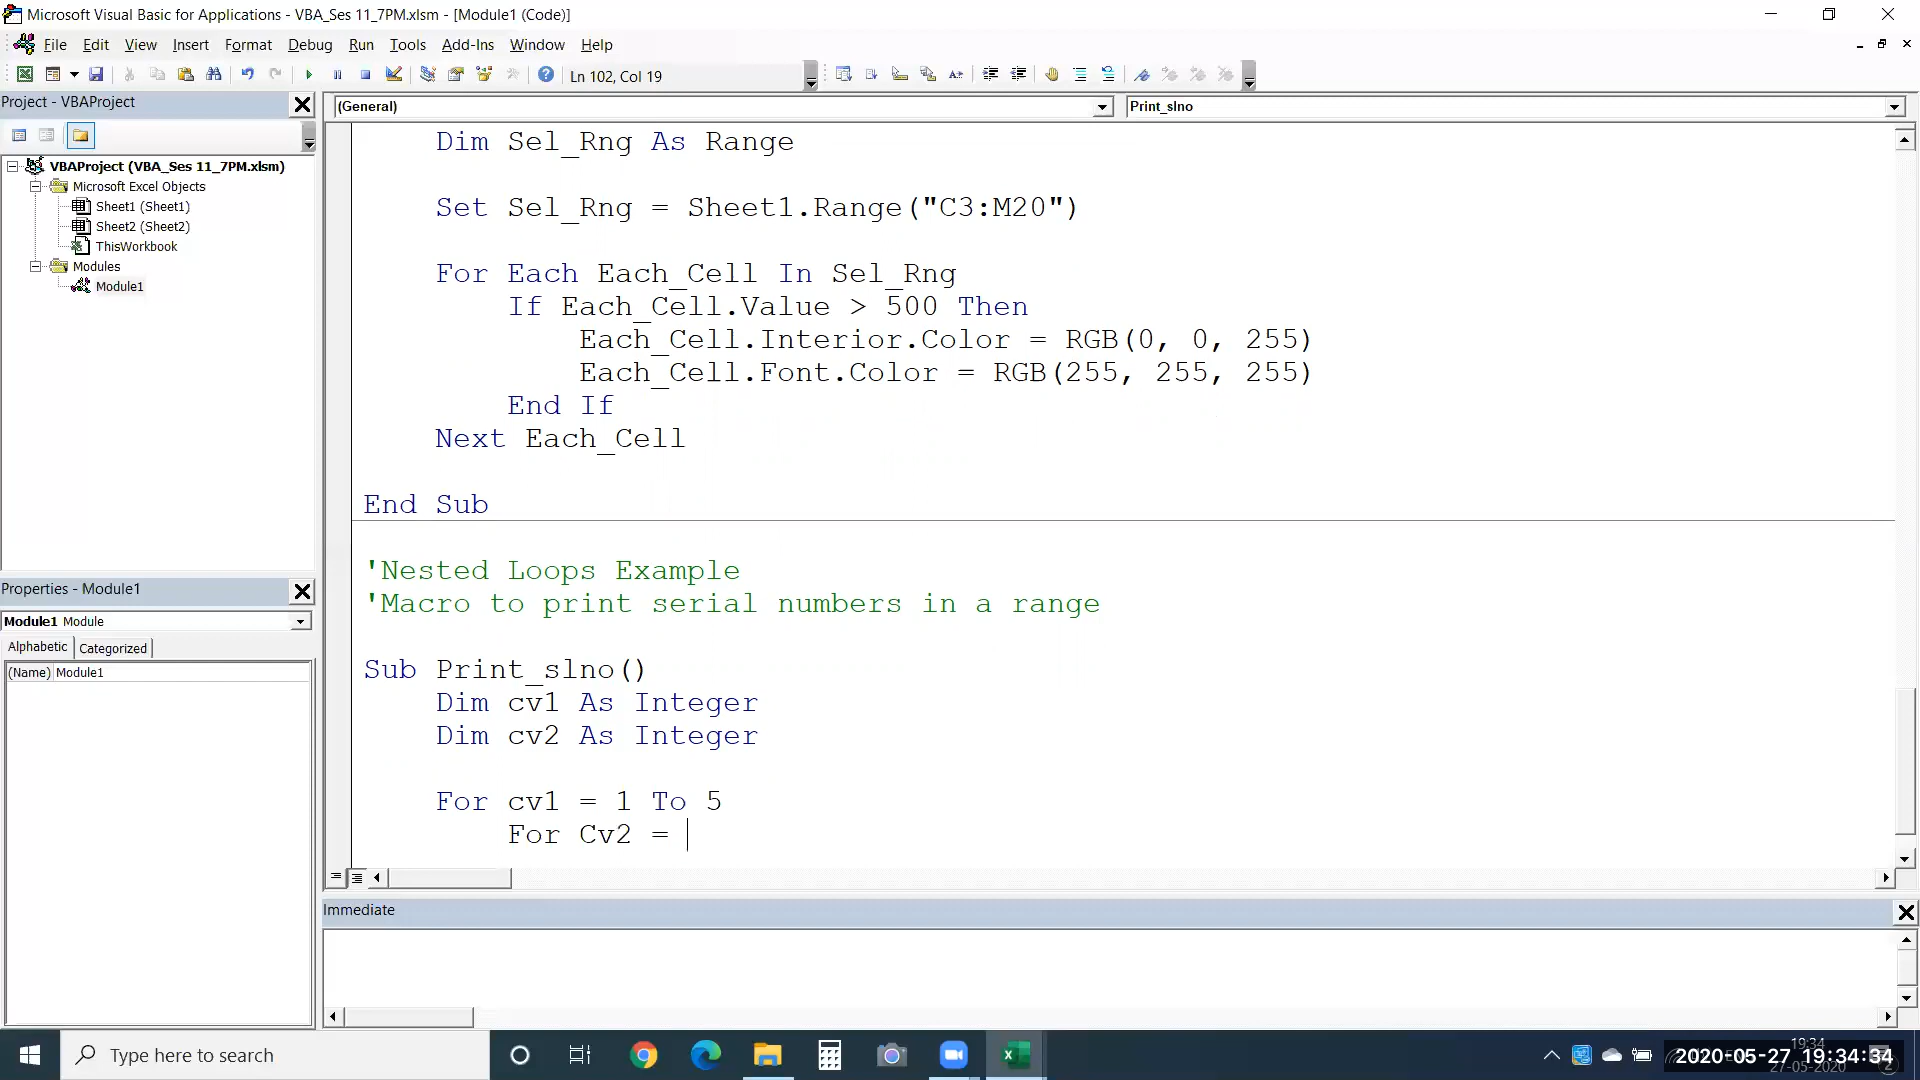 Microsoft Visual Basic for Applications - VBA_Ses 11_7PM.xlsm - [Module1 (Code)]
File Edit View Insert Format Debug Run Tools Add-Ins Window Help
Ln 102, Col 19
Project - VBAProject
(General)
Print_slno
VBAProject (VBA_Ses 11_7PM.xlsm)
Microsoft Excel Objects
Sheet1 (Sheet1)
Sheet2 (Sheet2)
ThisWorkbook
Modules
Module1
Properties - Module1
Module1 Module
Alphabetic Categorized
(Name) Module1
Dim Sel_Rng As Range
Set Sel_Rng = Sheet1.Range("C3:M20")
For Each Each_Cell In Sel_Rng
If Each_Cell.Value > 500 Then
Each_Cell.Interior.Color = RGB(0, 0, 255)
Each_Cell.Font.Color = RGB(255, 255, 255)
End If
Next Each_Cell
End Sub
'Nested Loops Example
'Macro to print serial numbers in a range
Sub Print_slno()
Dim cv1 As Integer
Dim cv2 As Integer
For cv1 = 1 To 5
For Cv2 =
Immediate
Type here to search
19:34
2020-05-27 19:34:34
27-05-2020
2